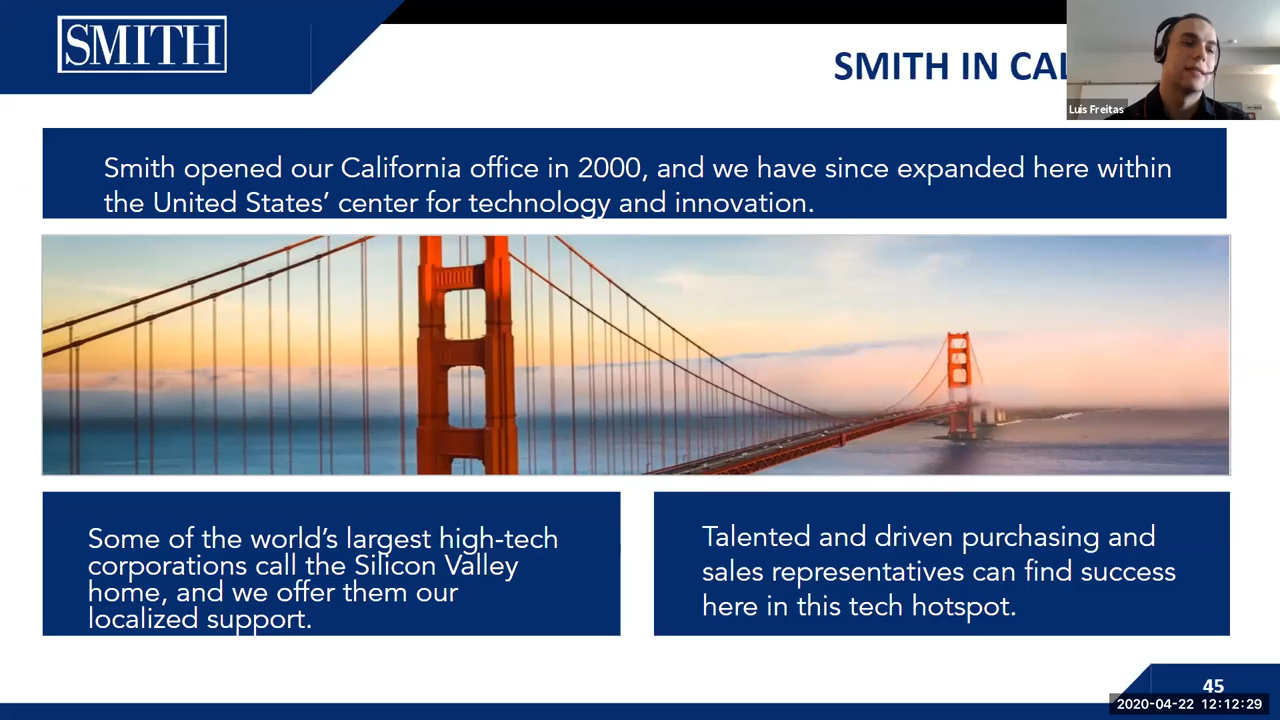 SMITH
SMITH IN CAL
Luis Freitas
Smith opened our California office in 2000, and we have since expanded here within
the United States’ center for technology and innovation.
Some of the world’s largest high-tech
corporations call the Silicon Valley
home, and we offer them our
localized support.
Talented and driven purchasing and
sales representatives can find success
here in this tech hotspot.
45
2020-04-22 12:12:29